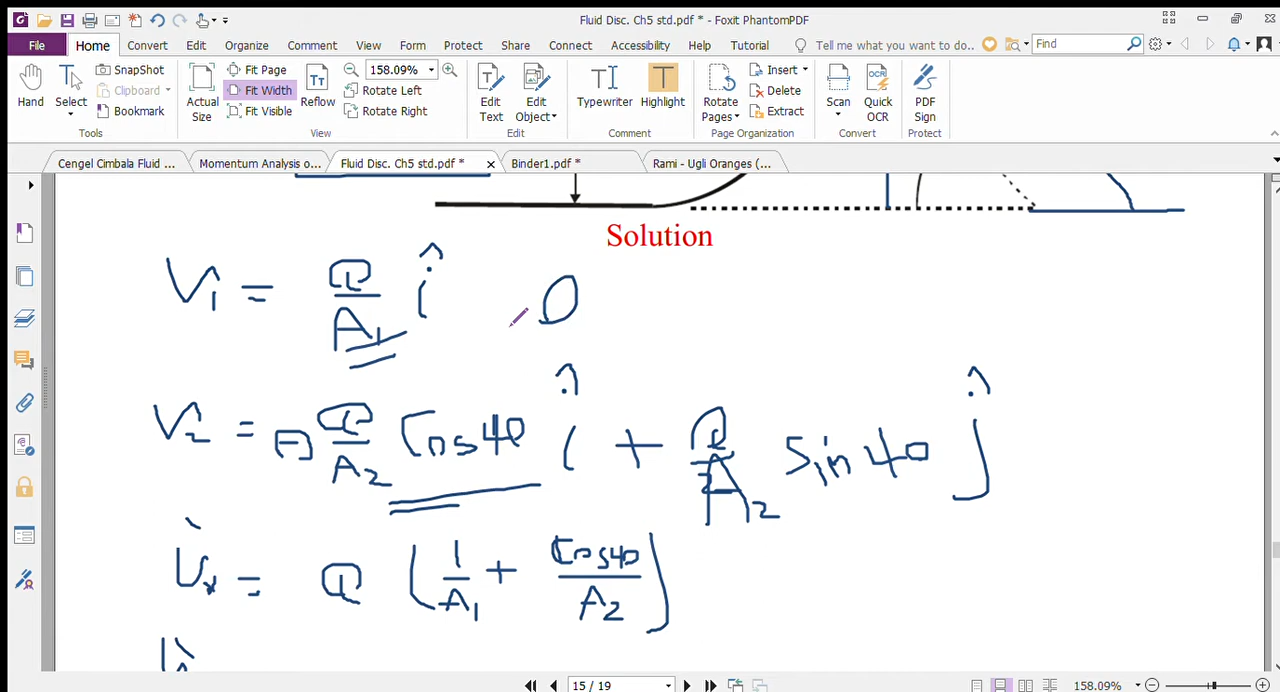 Fluid Disc. Ch5 std.pdf * - Foxit PhantomPDF
File Home Convert Edit Organize Comment View Form Protect Share Connect Accessibility Help Tutorial Tell me what you want to do.. Find
Hand Select SnapShot Clipboard Bookmark Actual Size Fit Page Fit Width Fit Visible Reflow 158.09% Rotate Left Rotate Right Edit Text Edit Object Typewriter Highlight Rotate Pages Insert Delete Extract Scan Quick OCR PDF Sign
Tools View Edit Comment Page Organization Convert Protect
Cengel Cimbala Fluid ... Momentum Analysis o... Fluid Disc. Ch5 std.pdf * Binder1.pdf * Rami - Ugli Oranges (...
Solution
V1 = Q/A1 î 0
V2 = Q/A2 Cos40 î + Q/A2 Sin 40 ĵ
= Q (1/A1 + Cos40/A2)
15 / 19 158.09%